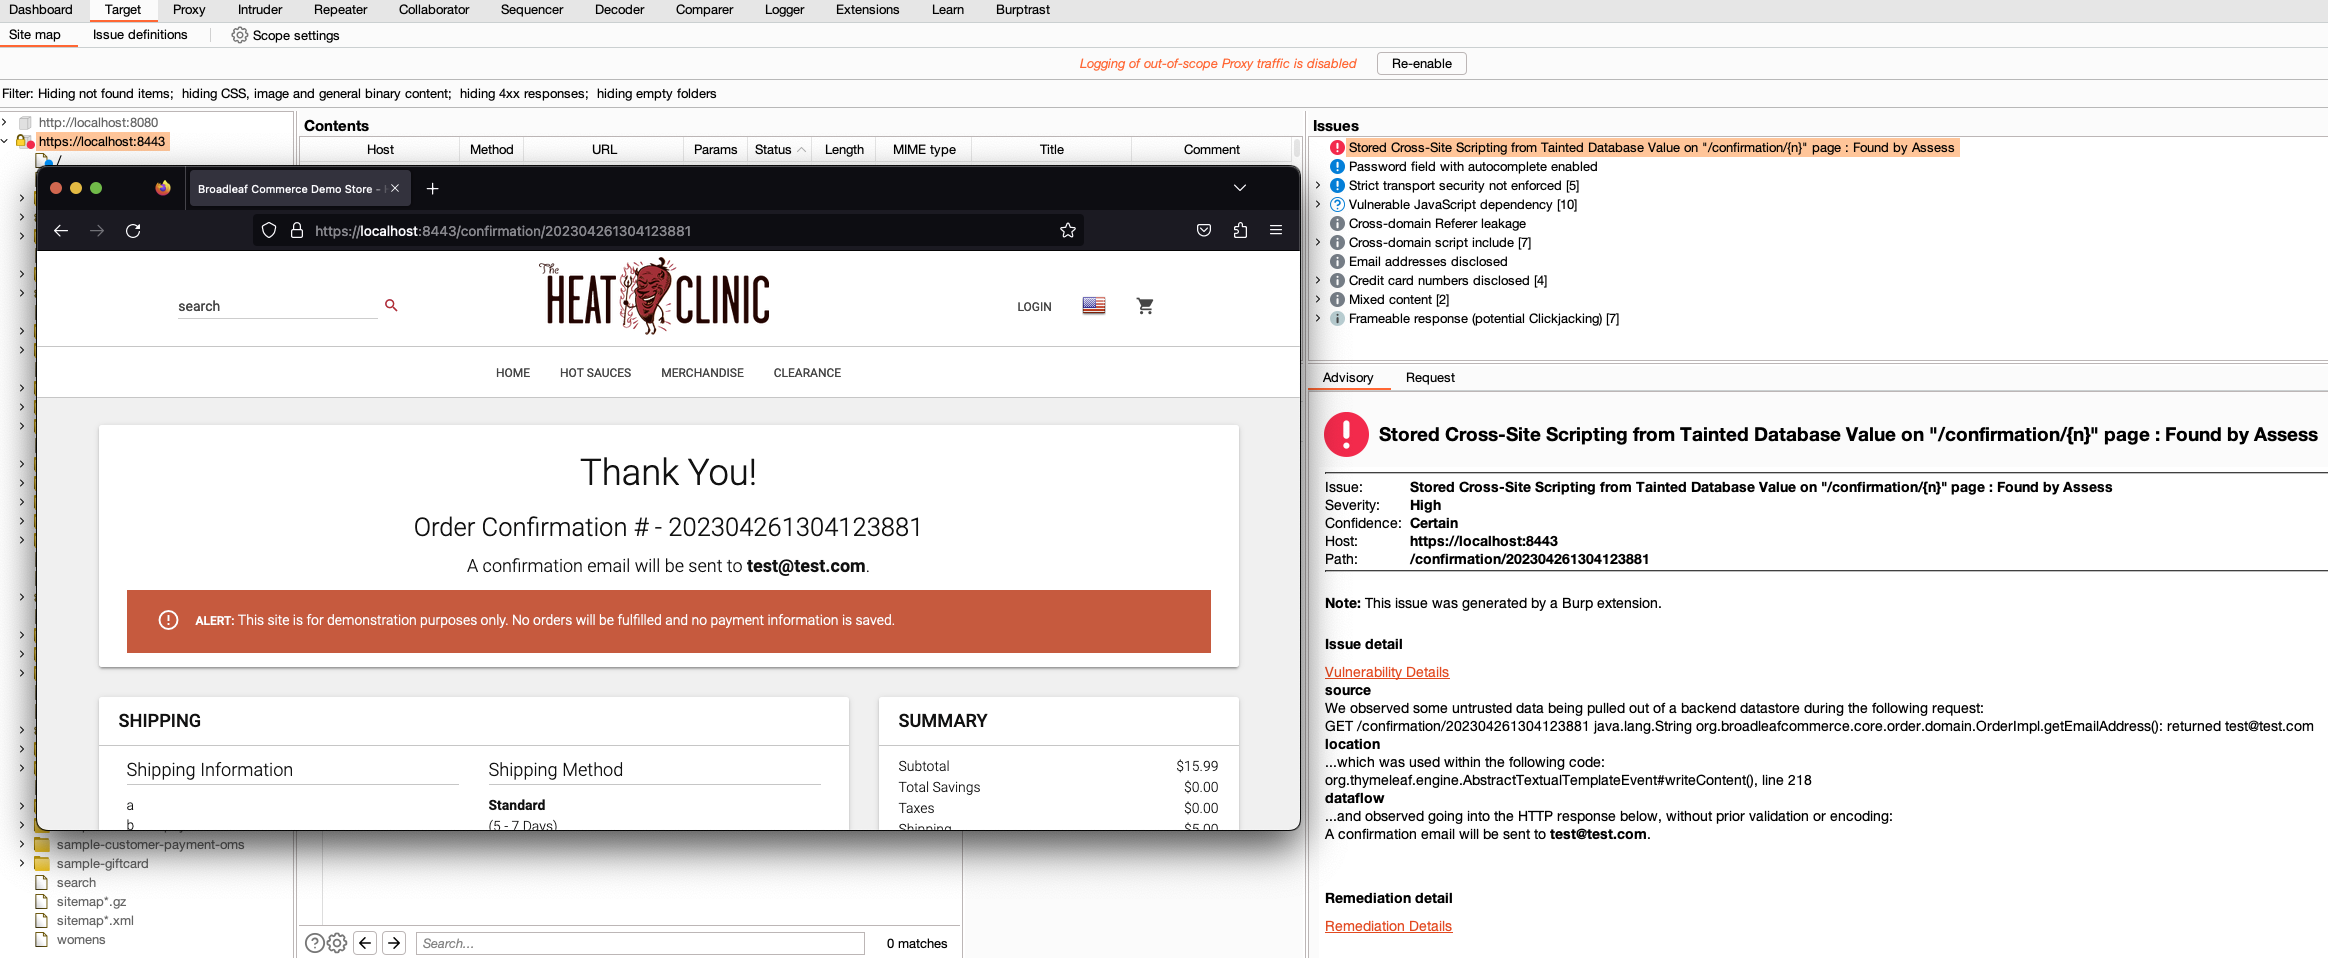 Dashboard Target Proxy Intruder Repeater Collaborator Sequencer Decoder Comparer Logger Extensions Learn Burptrast
Site map Issue definitions Scope settings
Logging of out-of-scope Proxy traffic is disabled Re-enable
Filter: Hiding not found items; hiding CSS, image and general binary content; hiding 4xx responses; hiding empty folders
http://localhost:8080
https://localhost:8443
/
Contents
Host Method URL Params Status Length MIME type Title Comment
Broadleaf Commerce Demo Store -
https://localhost:8443/confirmation/202304261304123881
search
The
HEAT CLINIC
LOGIN
HOME HOT SAUCES MERCHANDISE CLEARANCE
Thank You!
Order Confirmation # - 202304261304123881
A confirmation email will be sent to test@test.com.
ALERT: This site is for demonstration purposes only. No orders will be fulfilled and no payment information is saved.
SHIPPING
Shipping Information
a
b
Shipping Method
Standard
(5 - 7 Days)
SUMMARY
Subtotal $15.99
Total Savings $0.00
Taxes $0.00
Shipping $5.00
sample-customer-payment-oms
sample-giftcard
search
sitemap*.gz
sitemap*.xml
womens
Search...
0 matches
Issues
Stored Cross-Site Scripting from Tainted Database Value on "/confirmation/{n}" page : Found by Assess
Password field with autocomplete enabled
Strict transport security not enforced [5]
Vulnerable JavaScript dependency [10]
Cross-domain Referer leakage
Cross-domain script include [7]
Email addresses disclosed
Credit card numbers disclosed [4]
Mixed content [2]
Frameable response (potential Clickjacking) [7]
Advisory Request
Stored Cross-Site Scripting from Tainted Database Value on "/confirmation/{n}" page : Found by Assess
Issue: Stored Cross-Site Scripting from Tainted Database Value on "/confirmation/{n}" page : Found by Assess
Severity: High
Confidence: Certain
Host: https://localhost:8443
Path: /confirmation/202304261304123881
Note: This issue was generated by a Burp extension.
Issue detail
Vulnerability Details
source
We observed some untrusted data being pulled out of a backend datastore during the following request:
GET /confirmation/202304261304123881 java.lang.String org.broadleafcommerce.core.order.domain.OrderImpl.getEmailAddress(): returned test@test.com
location
...which was used within the following code:
org.thymeleaf.engine.AbstractTextualTemplateEvent#writeContent(), line 218
dataflow
...and observed going into the HTTP response below, without prior validation or encoding:
A confirmation email will be sent to test@test.com.
Remediation detail
Remediation Details